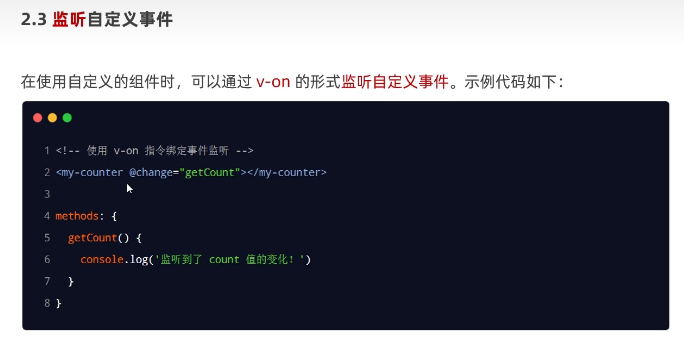 2.3 监听自定义事件
在使用自定义的组件时，可以通过 v-on 的形式监听自定义事件。示例代码如下：
1 <!-- 使用 v-on 指令绑定事件监听 -->
2 <my-counter @change="getCount"></my-counter>
3
4 methods: {
5   getCount() {
6     console.log('监听到了 count 值的变化！')
7   }
8 }